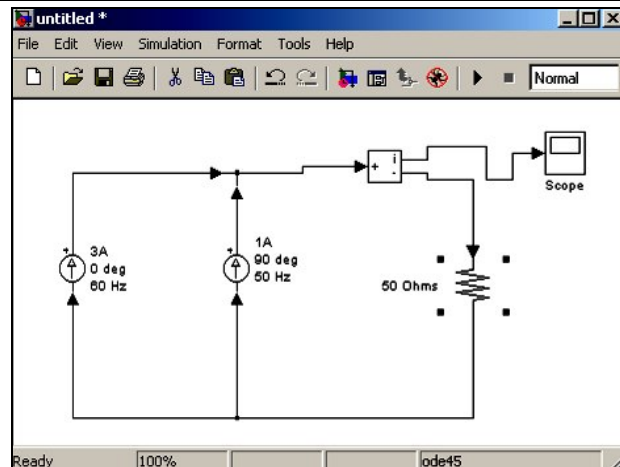 untitled *
File Edit View Simulation Format Tools Help
Normal
i
+
-
Scope
+
3A
0 deg
60 Hz
+
1A
90 deg
50 Hz
50 Ohms
Ready 100% ode45